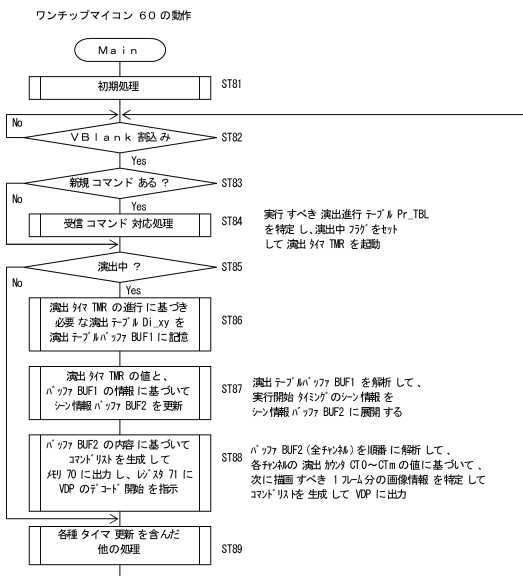 ワンチップマイコン 60 の動作
Main
初期処理
ST81
No
VBlank 割込み
ST82
Yes
新規 コマンド ある ?
ST83
No
Yes
受信 コマンド 対応処理
ST84
実行 すべき 演出進行 テーブル Pr_TBL
を特定 し、演出中 フラグ をセット
して 演出 タイマ TMR を起動
演出中 ?
ST85
No
Yes
演出 タイマ TMR の進行 に基づき
必要 な演出 テーブル Di_xy を
演出 テーブルバッファ BUF1 に記憶
ST86
演出 タイマ TMR の値と、
バッファ BUF1 の情報 に基づいて
シーン情報 バッファ BUF2 を更新
ST87
演出 テーブルバッファ BUF1 を解析 して、
実行開始 タイミング のシーン 情報 を
シーン情報 バッファ BUF2 に展開 する
バッファ BUF2 の内容 に基づいて
コマンドリスト を生成 して
メモリ 70 に出力 し、レジスタ 71 に
VDP のデコード 開始 を指示
ST88
バッファ BUF2 (全チャンネル) を順番 に解析 して、
各チャンネル の 演出 カウンタ CT0～CTm の値 に基づいて 、
次に描画 すべき 1 フレーム 分の画像情報 を特定 して
コマンドリスト を生成 して VDP に出力
各種 タイマ 更新 を含んだ
他の処理
ST89